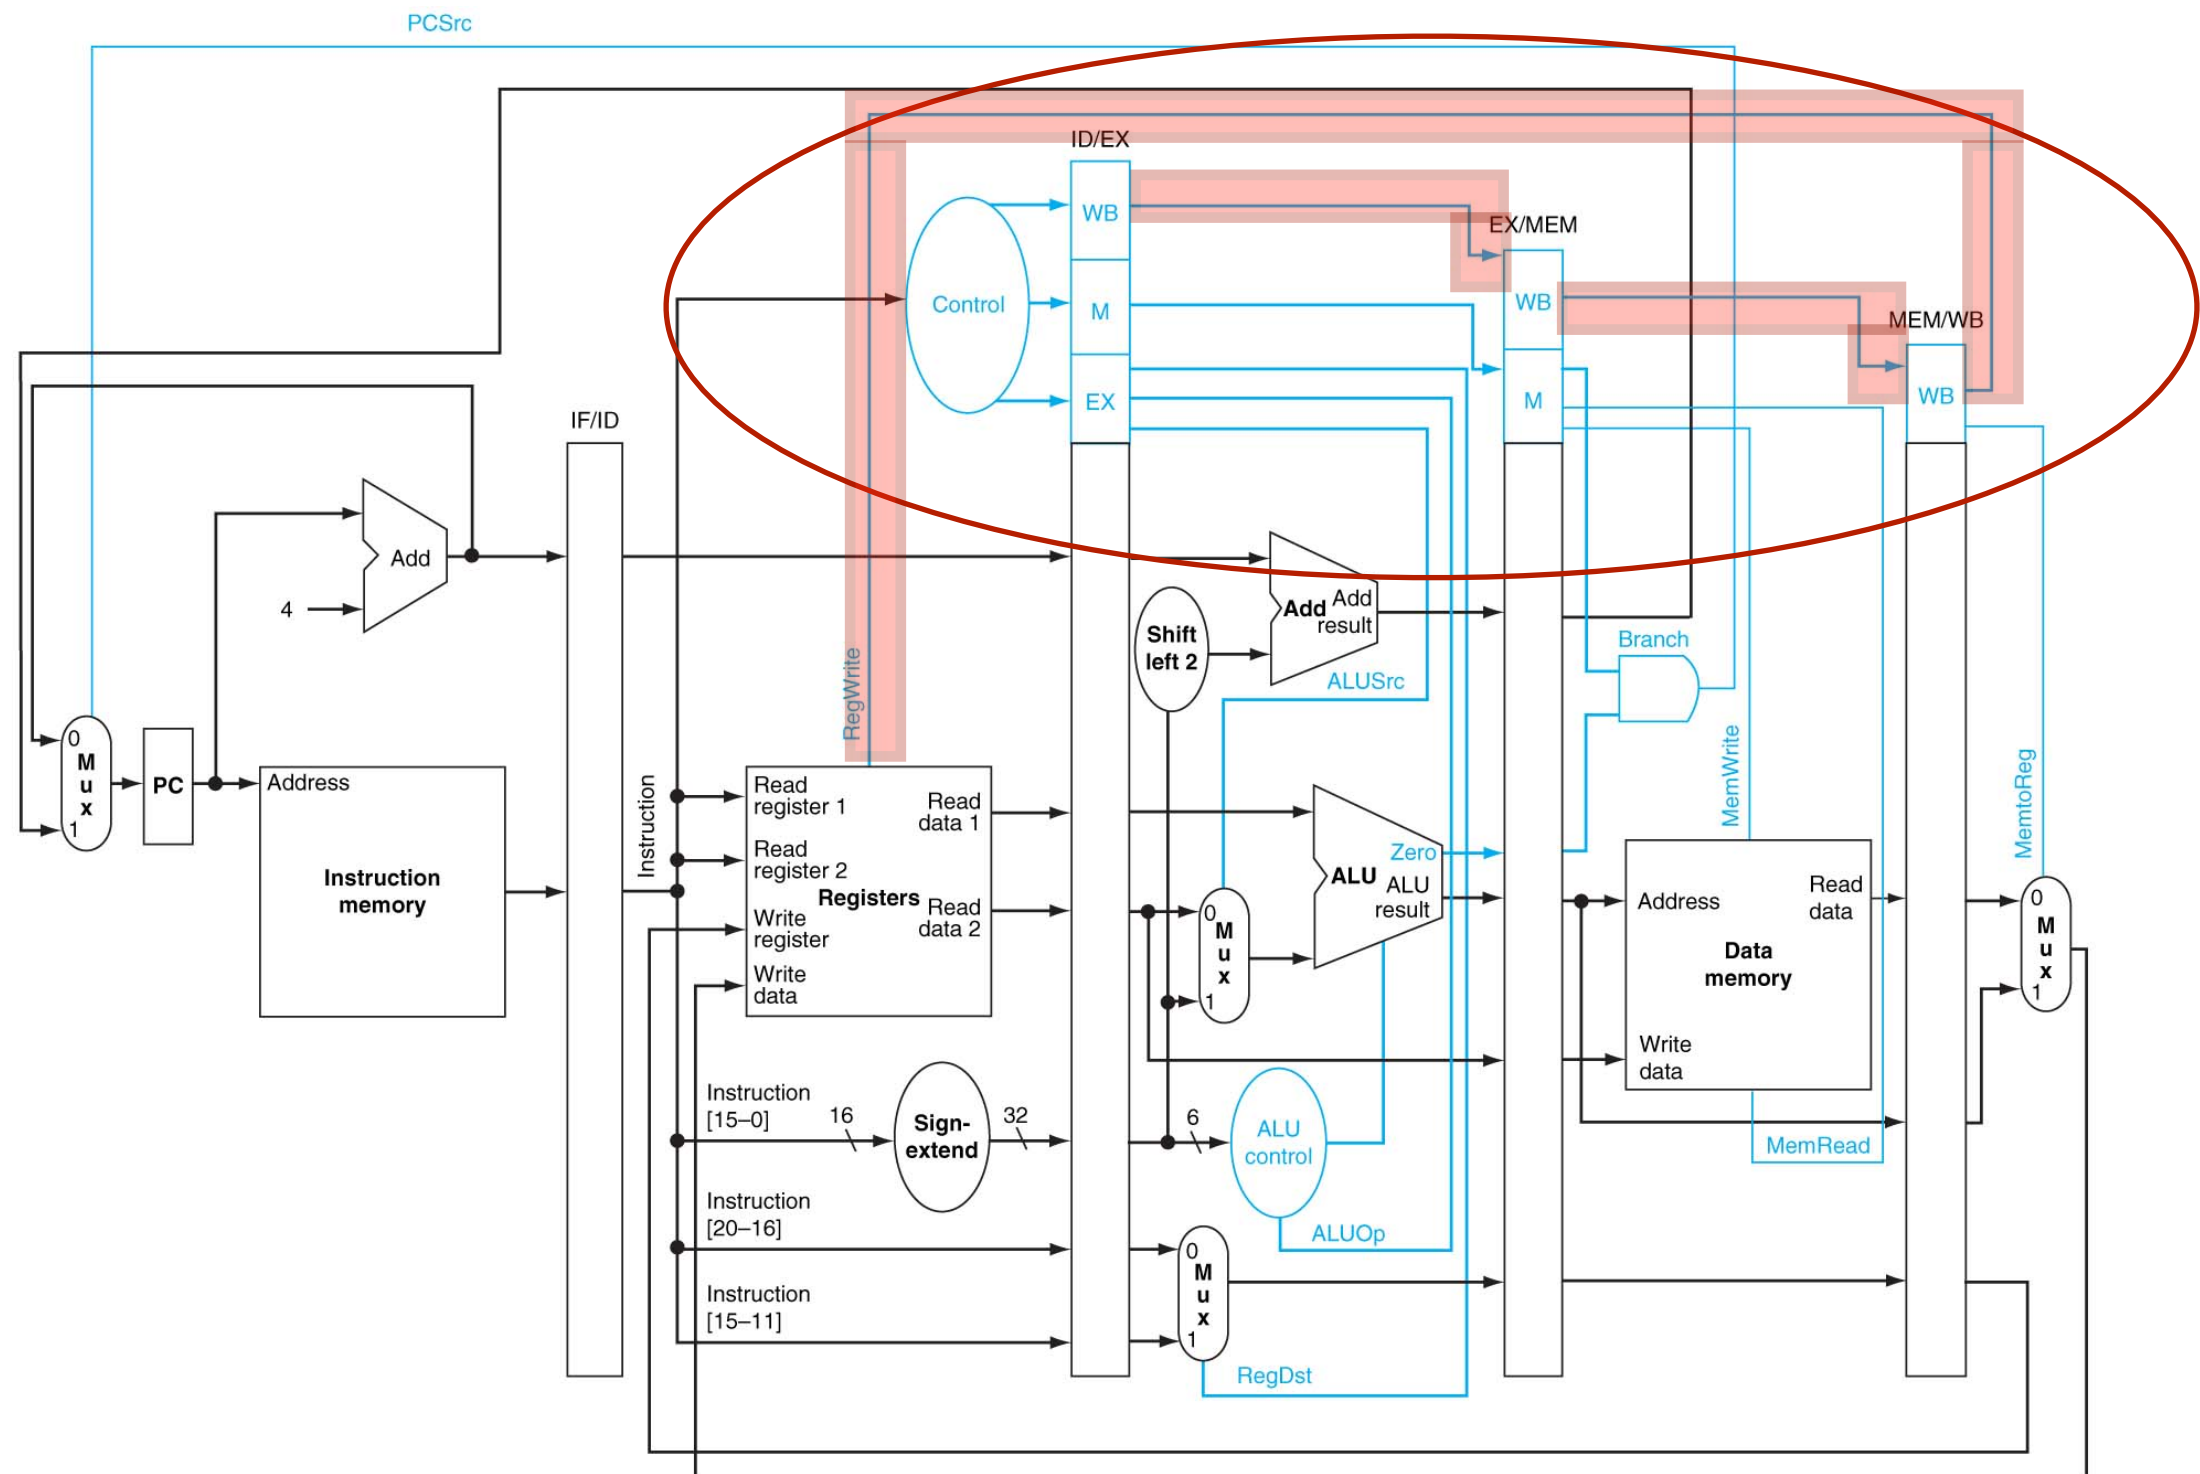 PCSrc
ID/EX
WB
EX/MEM
Control
M
WB
MEM/WB
EX
M
WB
IF/ID
Add
4
Add
Add
result
Shift
left 2
Branch
ALUSrc
RegWrite
0
M
u
x
1
PC
Address
Instruction
memory
Instruction
Read
register 1
Read
register 2
Write
register
Write
data
Registers
Read
data 1
Read
data 2
0
M
u
x
1
ALU
Zero
ALU
result
MemWrite
MemtoReg
Address
Read
data
Data
memory
Write
data
0
M
u
x
1
Instruction
[15–0]
16
Sign-
extend
32
6
ALU
control
MemRead
Instruction
[20–16]
ALUOp
0
M
u
x
1
Instruction
[15–11]
RegDst